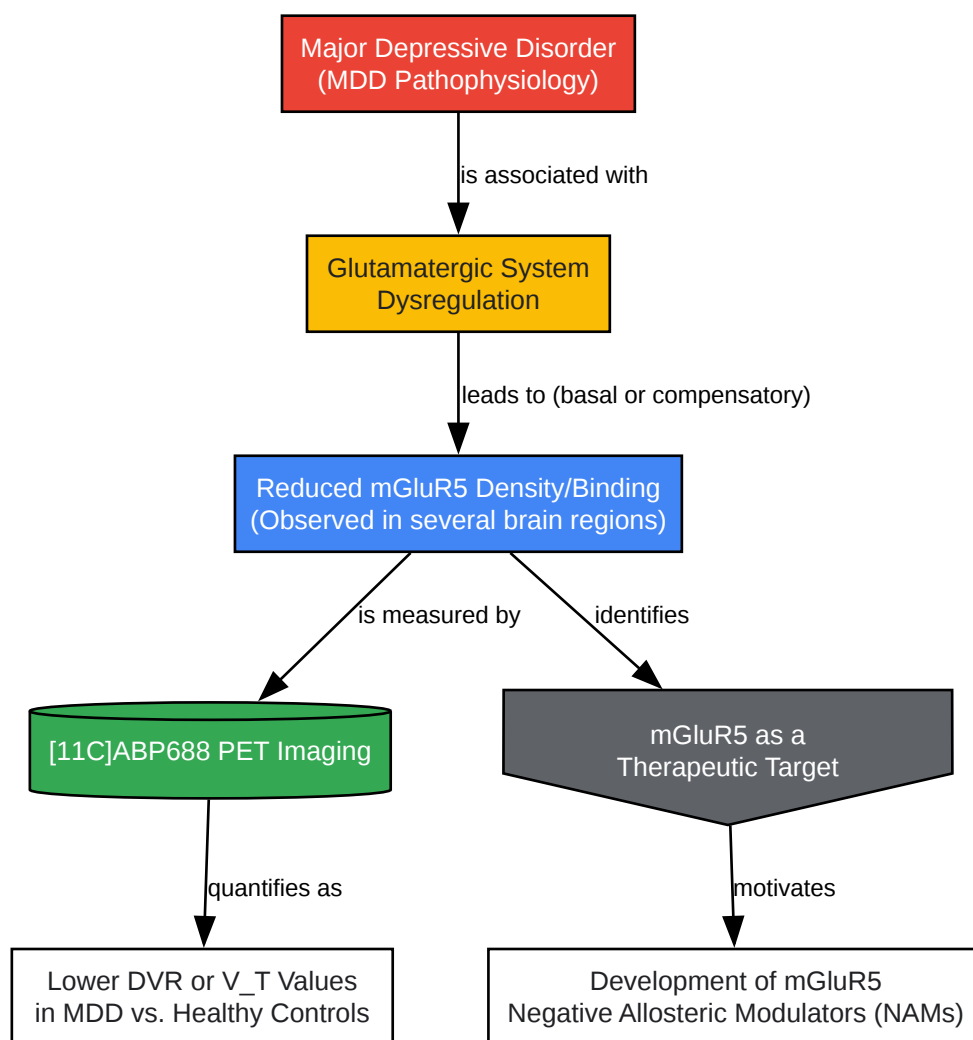 Major Depressive Disorder
(MDD Pathophysiology)
is associated with
Glutamatergic System
Dysregulation
leads to (basal or compensatory)
Reduced mGluR5 Density/Binding
(Observed in several brain regions)
is measured by
identifies
[11C]ABP688 PET Imaging
mGluR5 as a
Therapeutic Target
quantifies as
motivates
Lower DVR or V_T Values
in MDD vs. Healthy Controls
Development of mGluR5
Negative Allosteric Modulators (NAMs)